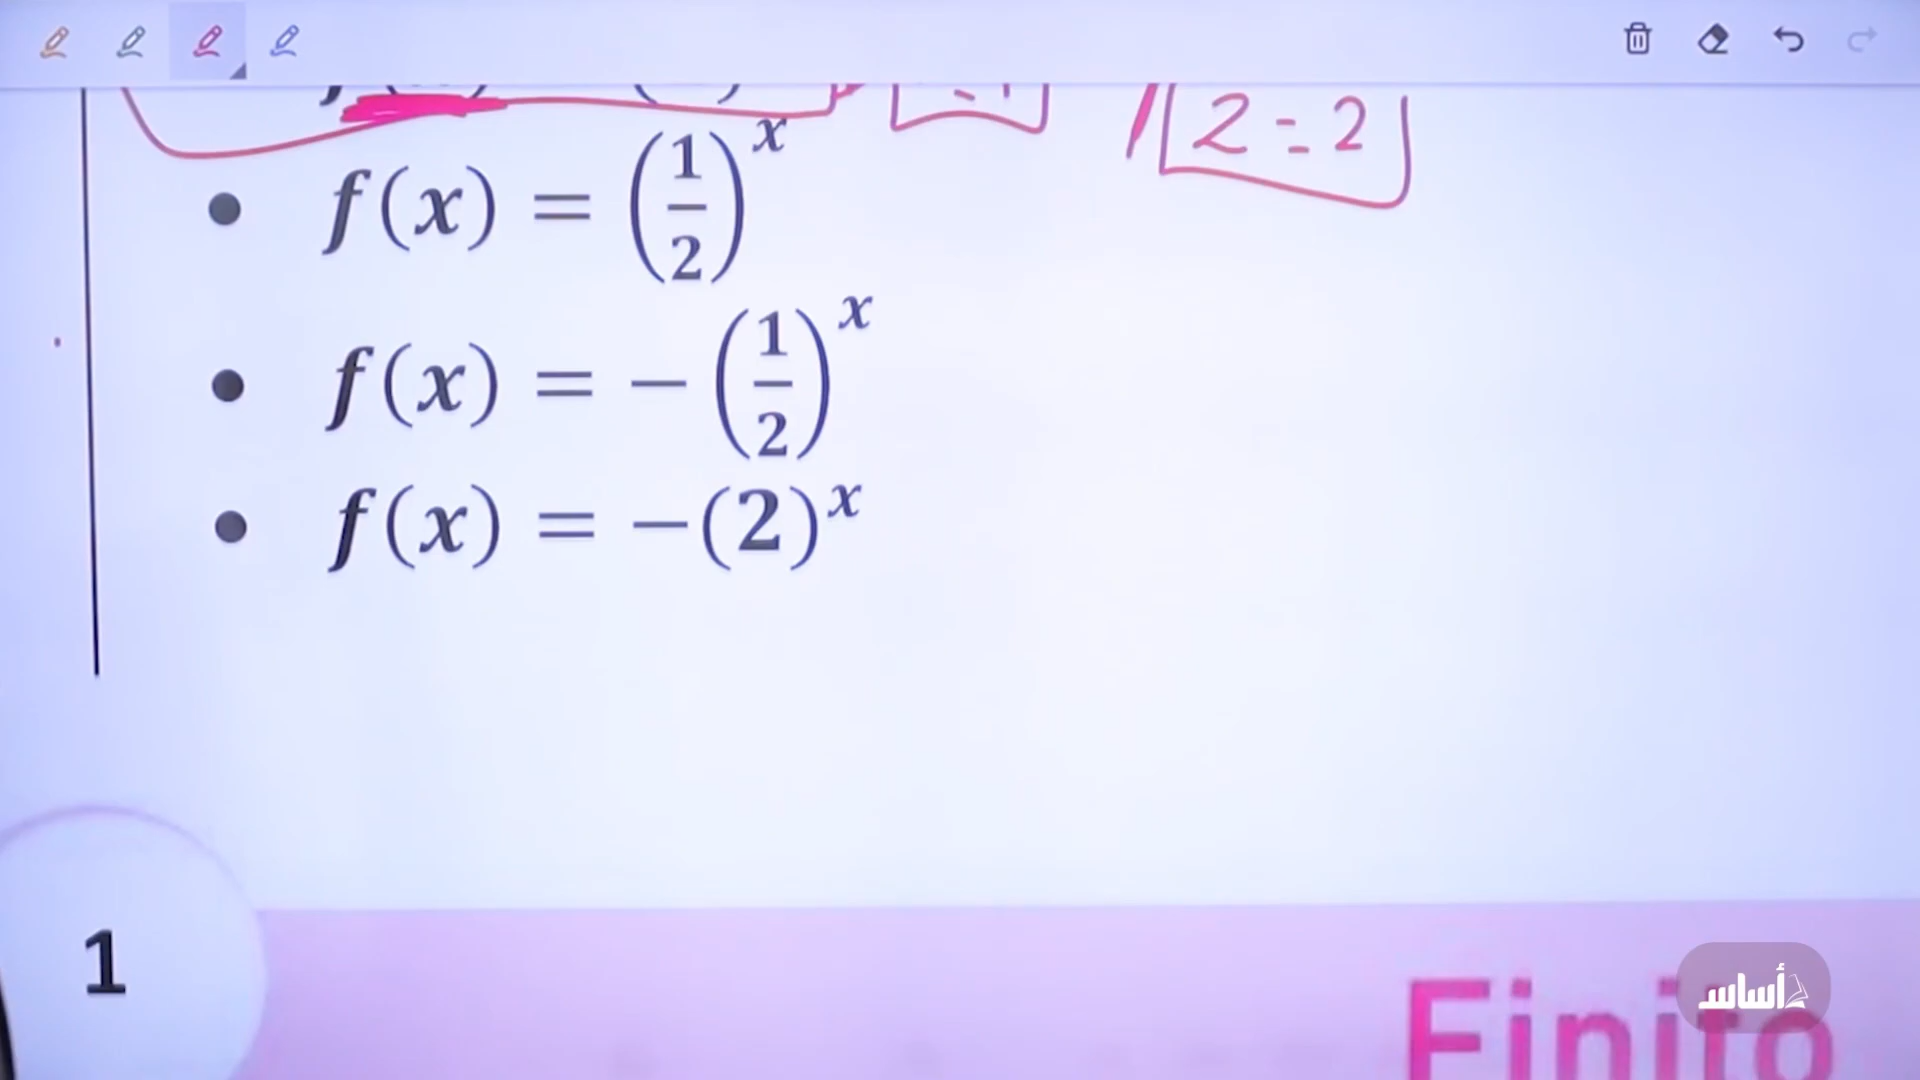 2 = 2
• f(x) = (1/2)^x
• f(x) = -(1/2)^x
• f(x) = -(2)^x
1
Finito
أساس